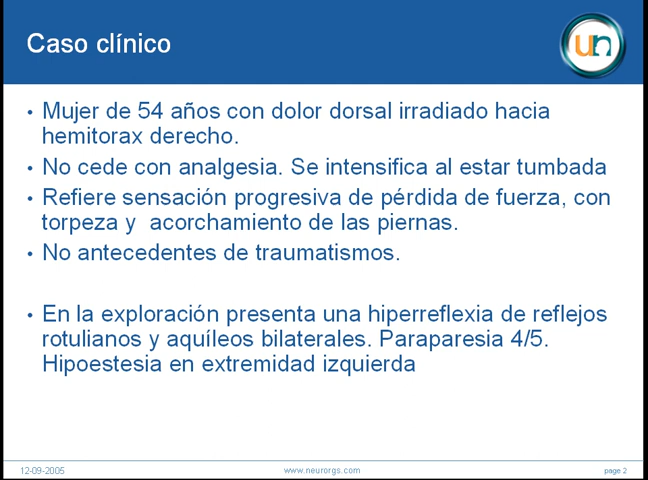 Caso clínico
un
• Mujer de 54 años con dolor dorsal irradiado hacia
hemitorax derecho.
• No cede con analgesia. Se intensifica al estar tumbada
• Refiere sensación progresiva de pérdida de fuerza, con
torpeza y acorchamiento de las piernas.
• No antecedentes de traumatismos.
• En la exploración presenta una hiperreflexia de reflejos
rotulianos y aquíleos bilaterales. Paraparesia 4/5.
Hipoestesia en extremidad izquierda
12-09-2005 www.neurorgs.com page 2